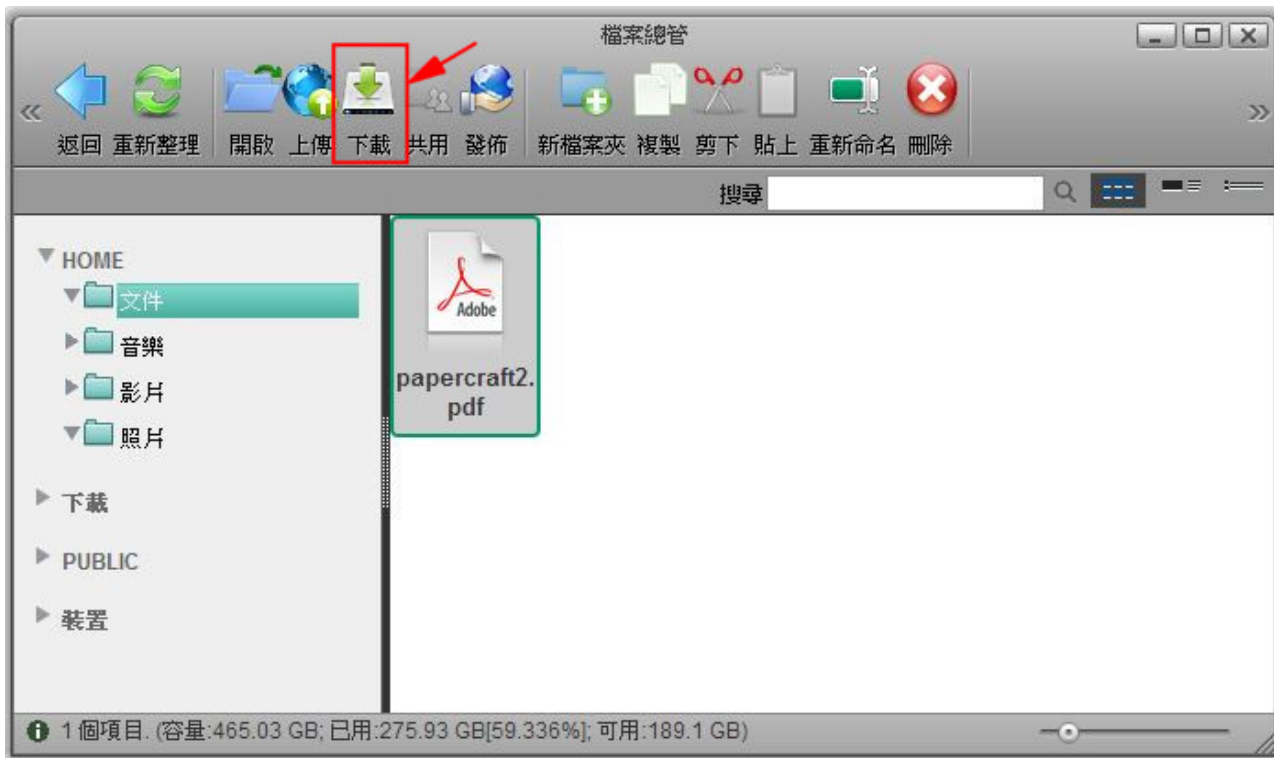 檔案總管
返回 重新整理 開啟 上傳 下載 共用 發佈 新檔案夾 複製 剪下 貼上 重新命名 刪除
搜尋
HOME
文件
音樂
影片
照片
下載
PUBLIC
裝置
Adobe
papercraft2.
pdf
1 個項目. (容量:465.03 GB; 已用:275.93 GB[59.336%]; 可用:189.1 GB)